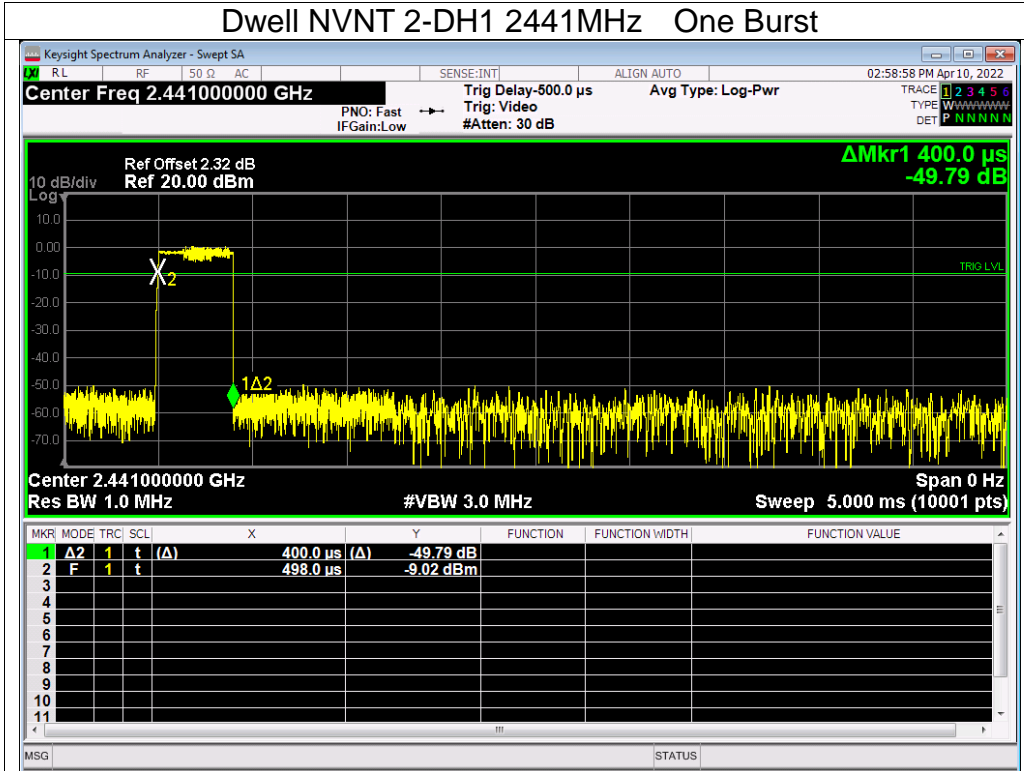 Dwell NVNT 2-DH1 2441MHz One Burst
Keysight Spectrum Analyzer - Swept SA
LXI RL RF 50 Ω AC SENSE:INT ALIGN AUTO 02:58:58 PM Apr 10, 2022
Center Freq 2.441000000 GHz
PNO: Fast
IFGain:Low
Trig Delay-500.0 µs
Trig: Video
#Atten: 30 dB
Avg Type: Log-Pwr
TRACE 1 2 3 4 5 6
TYPE WWWWWW
DET P N N N N N
ΔMkr1 400.0 µs
-49.79 dB
Ref Offset 2.32 dB
10 dB/div Ref 20.00 dBm
Log
10.0
0.00
-10.0
-20.0
-30.0
-40.0
-50.0
-60.0
-70.0
2
1Δ2
TRIG LVL
Center 2.441000000 GHz Span 0 Hz
Res BW 1.0 MHz #VBW 3.0 MHz Sweep 5.000 ms (10001 pts)
MKR MODE TRC SCL X Y FUNCTION FUNCTION WIDTH FUNCTION VALUE
1 Δ2 1 t (Δ) 400.0 µs (Δ) -49.79 dB
2 F 1 t 498.0 µs -9.02 dBm
3
4
5
6
7
8
9
10
11
MSG STATUS